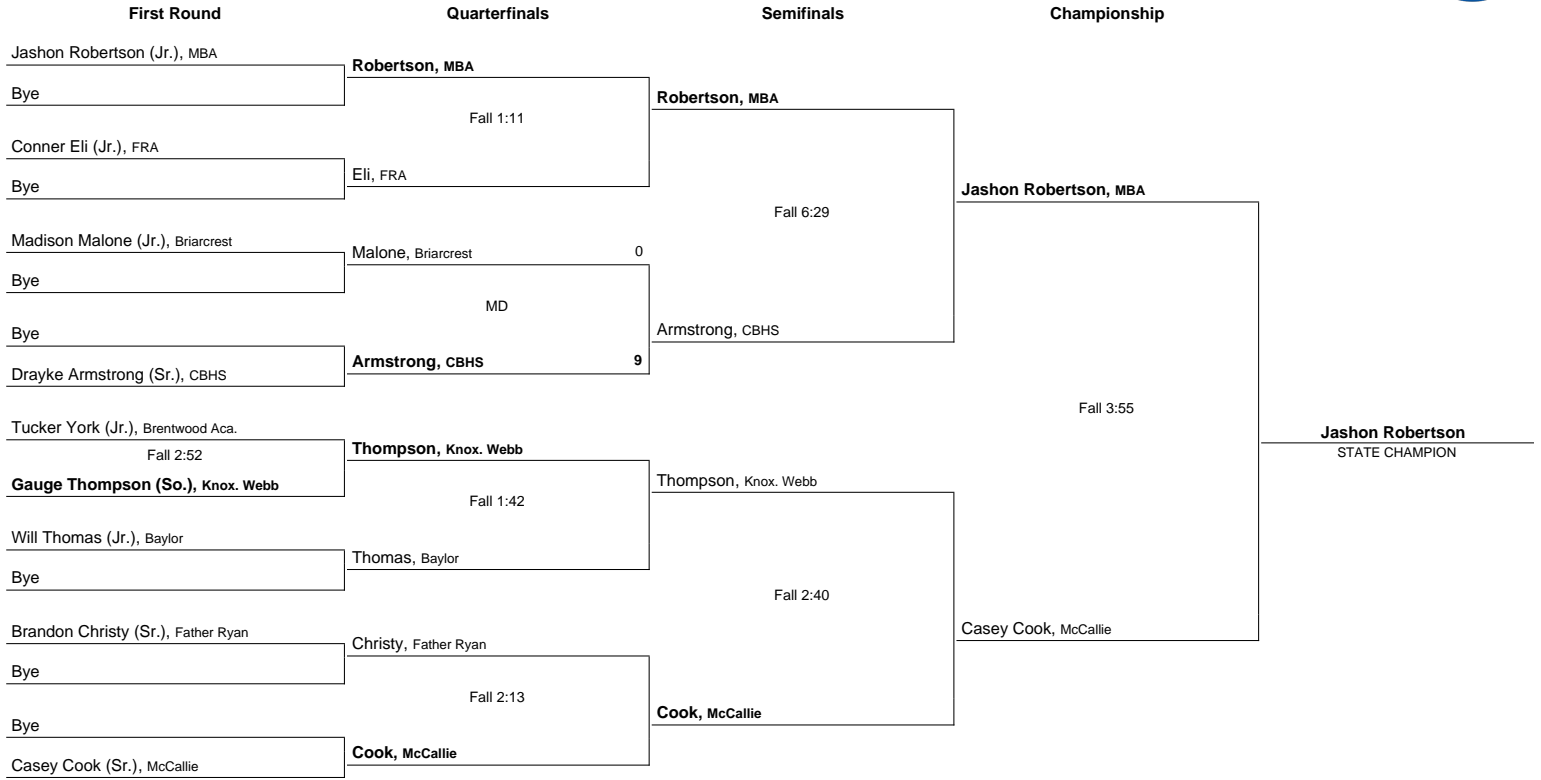 First Round Quarterfinals Semifinals Championship
Jashon Robertson (Jr.), MBA
Bye
Conner Eli (Jr.), FRA
Bye
Madison Malone (Jr.), Briarcrest
Bye
Bye
Drayke Armstrong (Sr.), CBHS
Tucker York (Jr.), Brentwood Aca.
Fall 2:52
Gauge Thompson (So.), Knox. Webb
Will Thomas (Jr.), Baylor
Bye
Brandon Christy (Sr.), Father Ryan
Bye
Bye
Casey Cook (Sr.), McCallie
Robertson, MBA
Fall 1:11
Eli, FRA
Malone, Briarcrest 0
MD
Armstrong, CBHS 9
Thompson, Knox. Webb
Fall 1:42
Thomas, Baylor
Christy, Father Ryan
Fall 2:13
Cook, McCallie
Robertson, MBA
Fall 6:29
Armstrong, CBHS
Thompson, Knox. Webb
Fall 2:40
Cook, McCallie
Jashon Robertson, MBA
Fall 3:55
Casey Cook, McCallie
Jashon Robertson
STATE CHAMPION